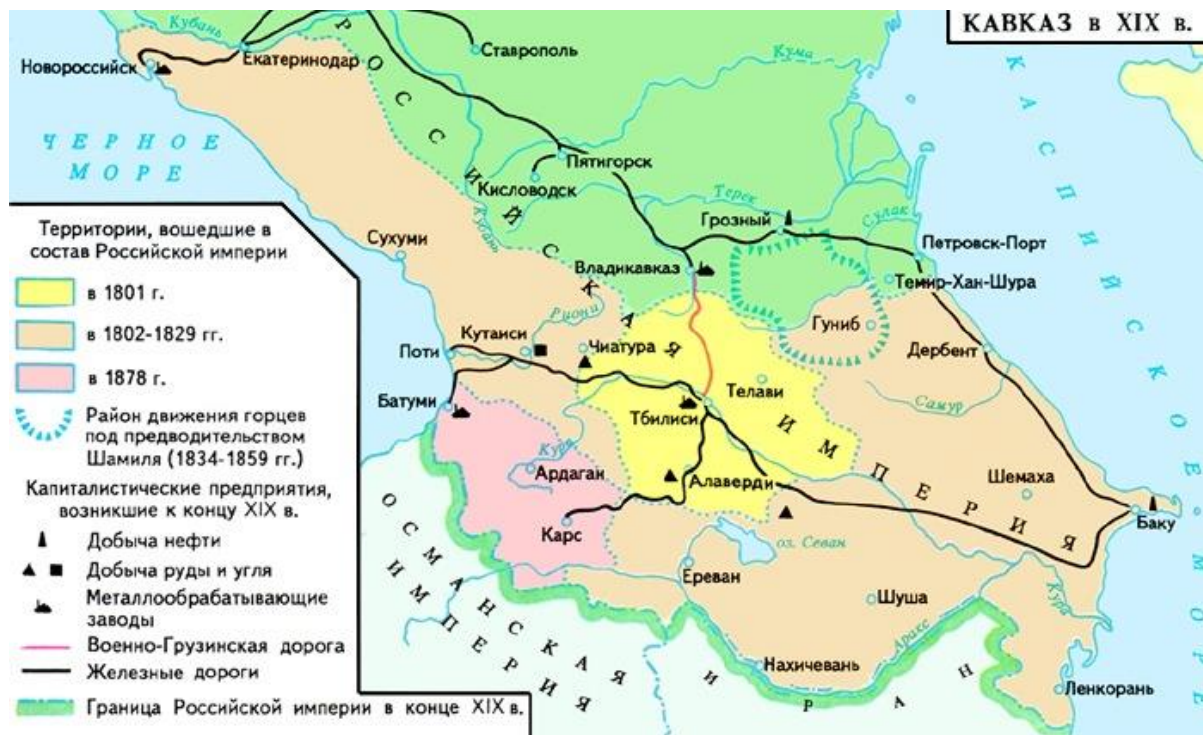 КАВКАЗ в XIX в.
Кубань
Ставрополь
Новороссийск
Екатеринодар
Кума
РОССИЙСКАЯ ИМПЕРИЯ
КАСПИЙСКОЕ МОРЕ
ЧЕРНОЕ
МОРЕ
Пятигорск
Кисловодск
Терек
Грозный
Сулак
Кубань
Сухуми
Петровск-Порт
Владикавказ
Темир-Хан-Шура
Риони
Гуниб
Кутаиси
Чиатура
Поти
Дербент
Батуми
Телави
Самур
Тбилиси
Кура
Ардаган
Алаверди
Шемаха
Карс
Баку
оз. Севан
Ереван
Шуша
Кура
Аракс
Нахичевань
Ленкорань
ОСМАНСКАЯ
ИМПЕРИЯ
ИРАН
Территории, вошедшие в
состав Российской империи
в 1801 г.
в 1802-1829 гг.
в 1878 г.
Район движения горцев
под предводительством
Шамиля (1834-1859 гг.)
Капиталистические предприятия,
возникшие к концу XIX в.
Добыча нефти
Добыча руды и угля
Металлообрабатывающие
заводы
Военно-Грузинская дорога
Железные дороги
Граница Российской империи в конце XIX в.